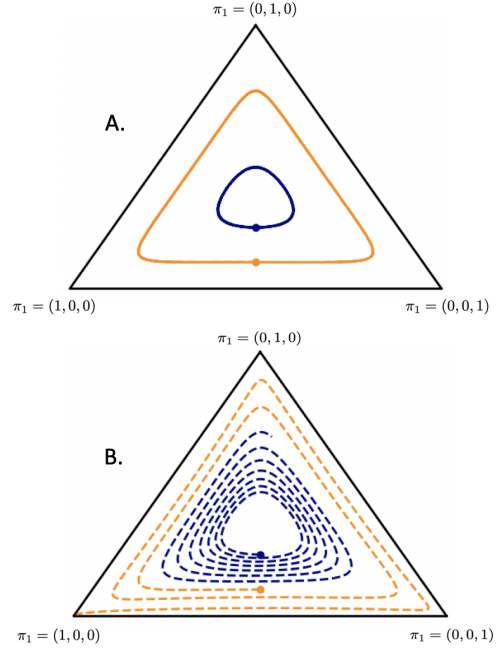 π₁ = (0, 1, 0)
A.
π₁ = (1, 0, 0)
π₁ = (0, 0, 1)
π₁ = (0, 1, 0)
B.
π₁ = (1, 0, 0)
π₁ = (0, 0, 1)